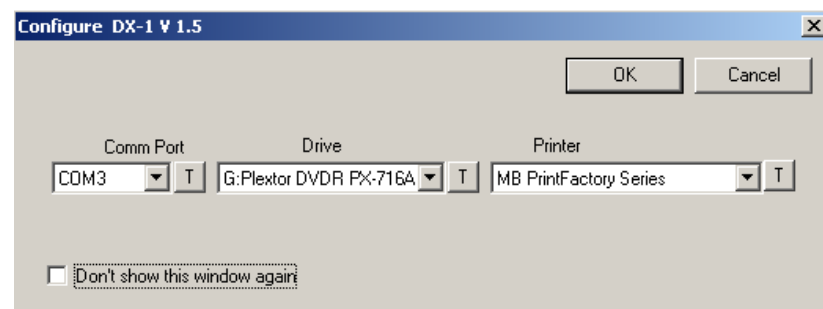 Configure DX-1 V 1.5
OK Cancel
Comm Port Drive Printer
COM3 T G:Plextor DVDR PX-716A T MB PrintFactory Series T
Don't show this window again